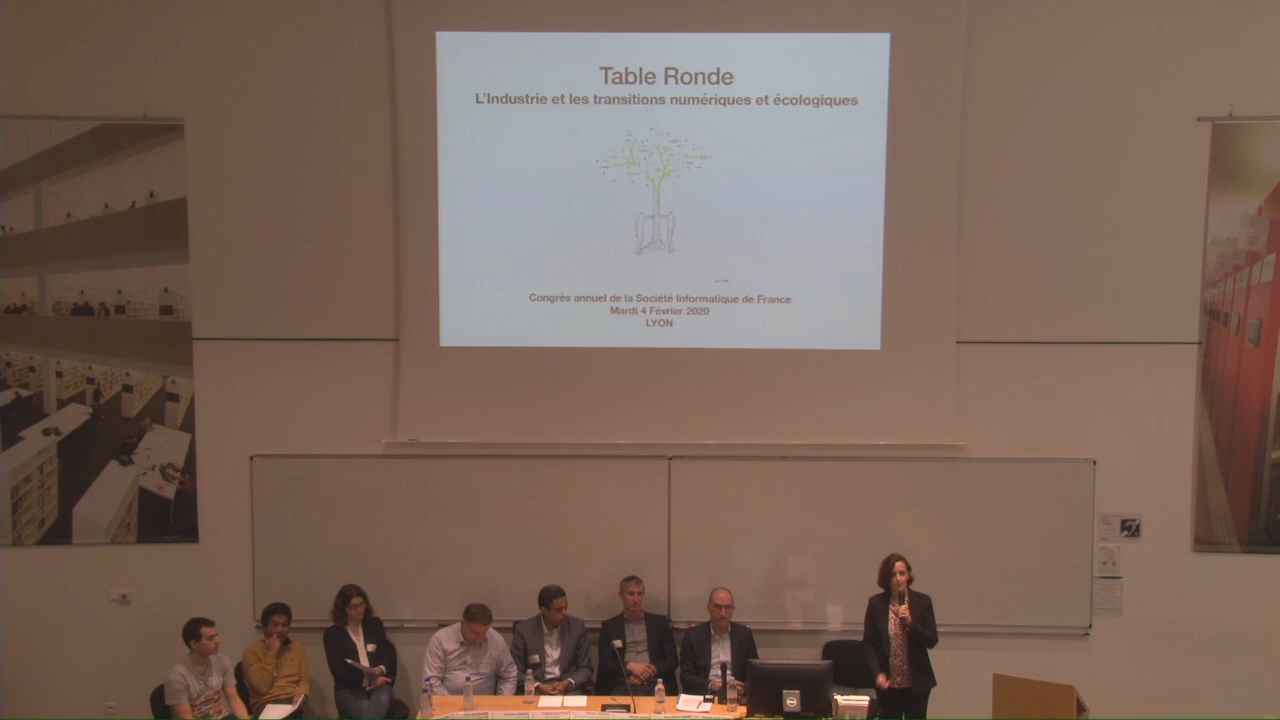 Table Ronde
L'Industrie et les transitions numériques et écologiques
Congrès annuel de la Société Informatique de France
Mardi 4 Février 2020
LYON
DELL